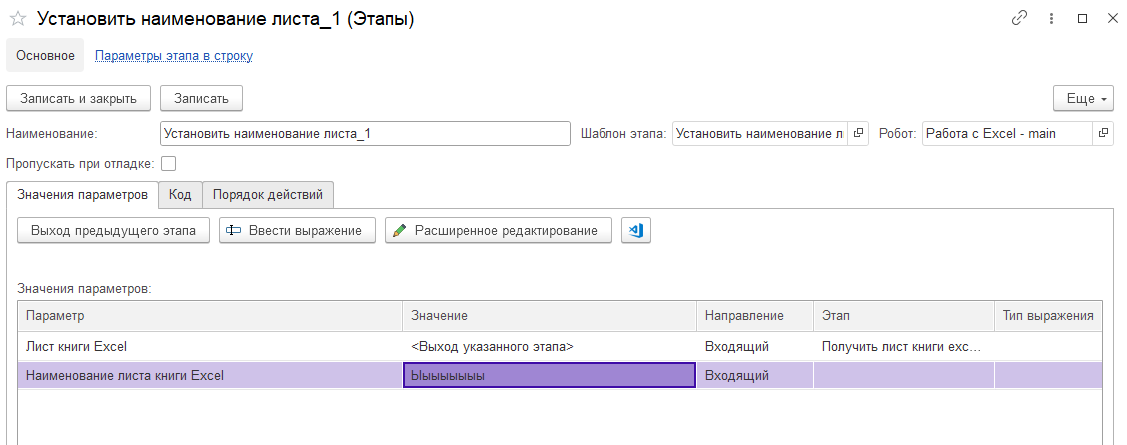 Установить наименование листа_1 (Этапы)
Основное Параметры этапа в строку
Записать и закрыть Записать Еще
Наименование: Установить наименование листа_1 Шаблон этапа: Установить наименование л Робот: Работа с Excel - main
Пропускать при отладке:
Значения параметров Код Порядок действий
Выход предыдущего этапа Ввести выражение Расширенное редактирование
Значения параметров:
Параметр Значение Направление Этап Тип выражения
Лист книги Excel <Выход указанного этапа> Входящий Получить лист книги exc...
Наименование листа книги Excel Ыыыыыыыы Входящий